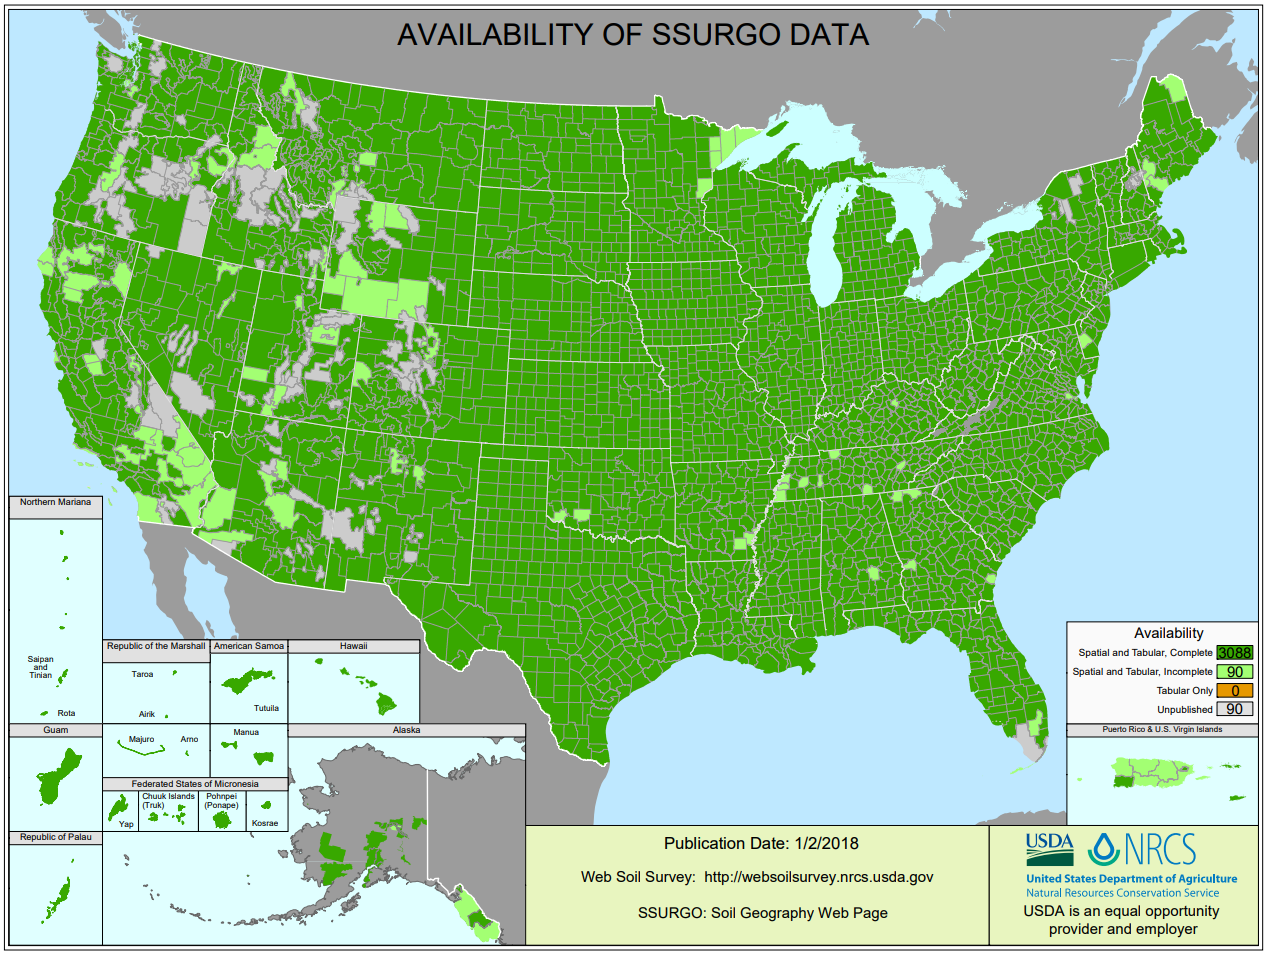 AVAILABILITY OF SSURGO DATA
Northern Mariana
Saipan
and
Tinian
Rota
Republic of the Marshall
Taroa
Airik
American Samoa
Tutuila
Hawaii
Guam
Majuro
Arno
Manua
Alaska
Federated States of Micronesia
Yap
Chuuk Islands
(Truk)
Pohnpei
(Ponape)
Kosrae
Republic of Palau
Availability
Spatial and Tabular, Complete 3088
Spatial and Tabular, Incomplete 90
Tabular Only 0
Unpublished 90
Puerto Rico & U.S. Virgin Islands
Publication Date: 1/2/2018
Web Soil Survey: http://websoilsurvey.nrcs.usda.gov
SSURGO: Soil Geography Web Page
USDA NRCS
United States Department of Agriculture
Natural Resources Conservation Service
USDA is an equal opportunity
provider and employer